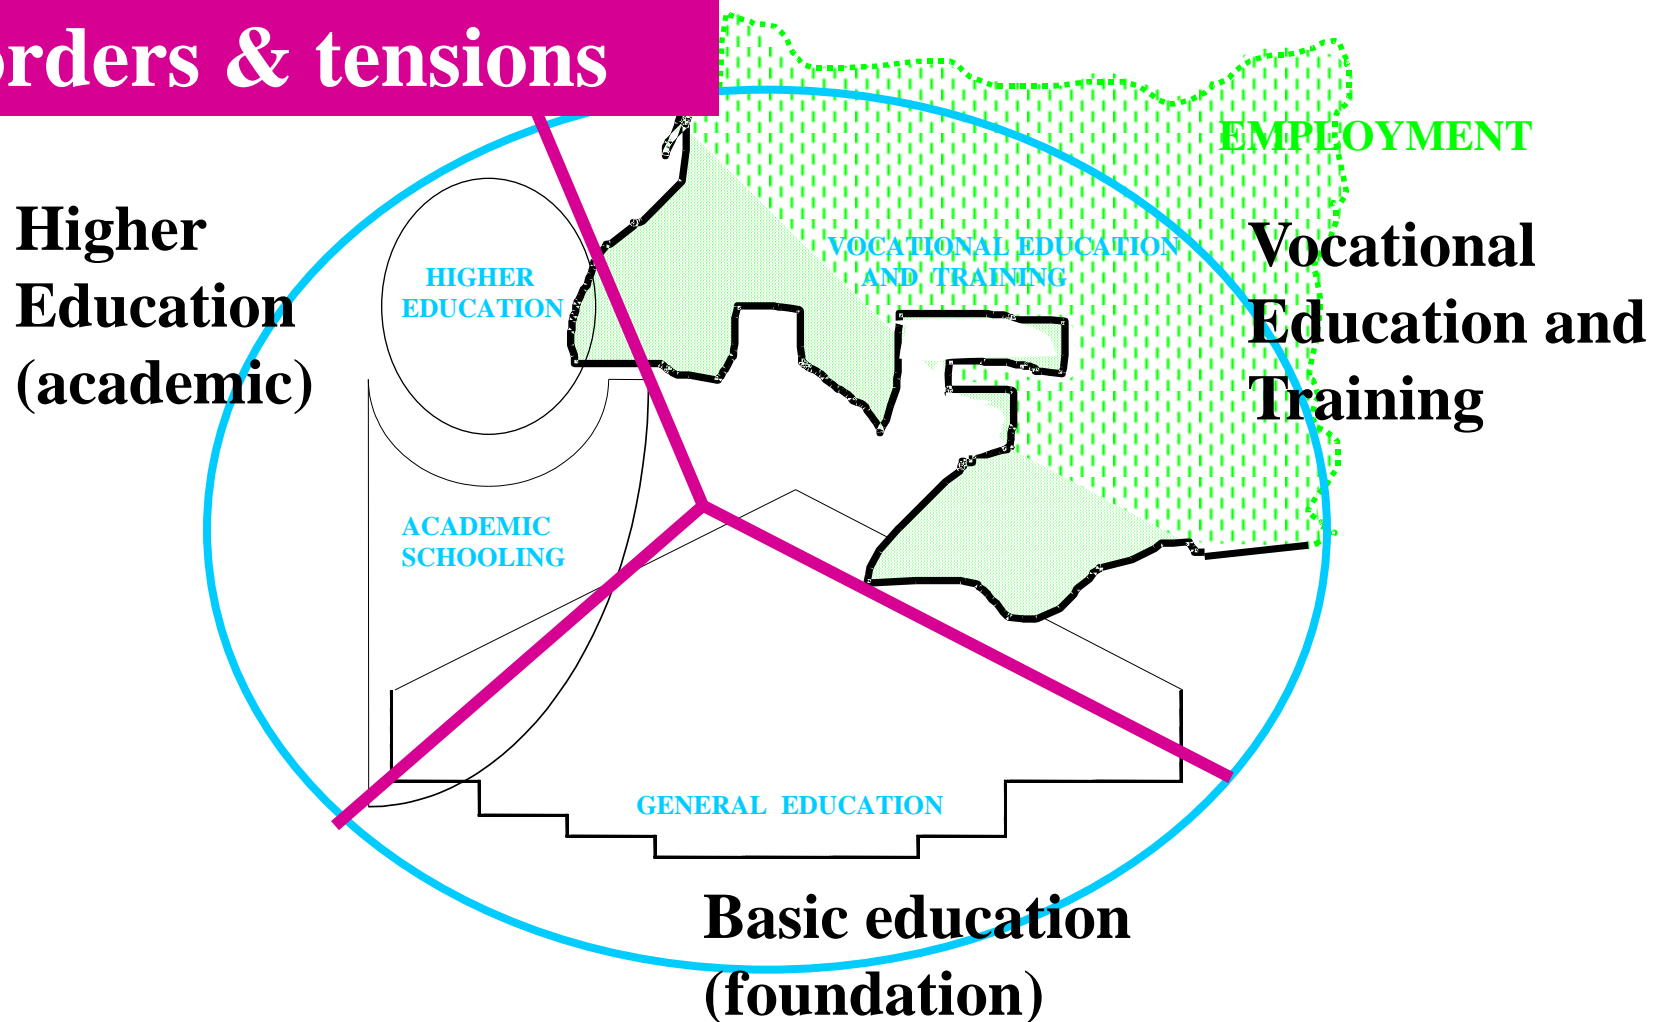 orders & tensions
EMPLOYMENT
Higher
Education
(academic)
HIGHER
EDUCATION
VOCATIONAL EDUCATION
AND TRAINING
Vocational
Education and
Training
ACADEMIC
SCHOOLING
GENERAL EDUCATION
Basic education
(foundation)